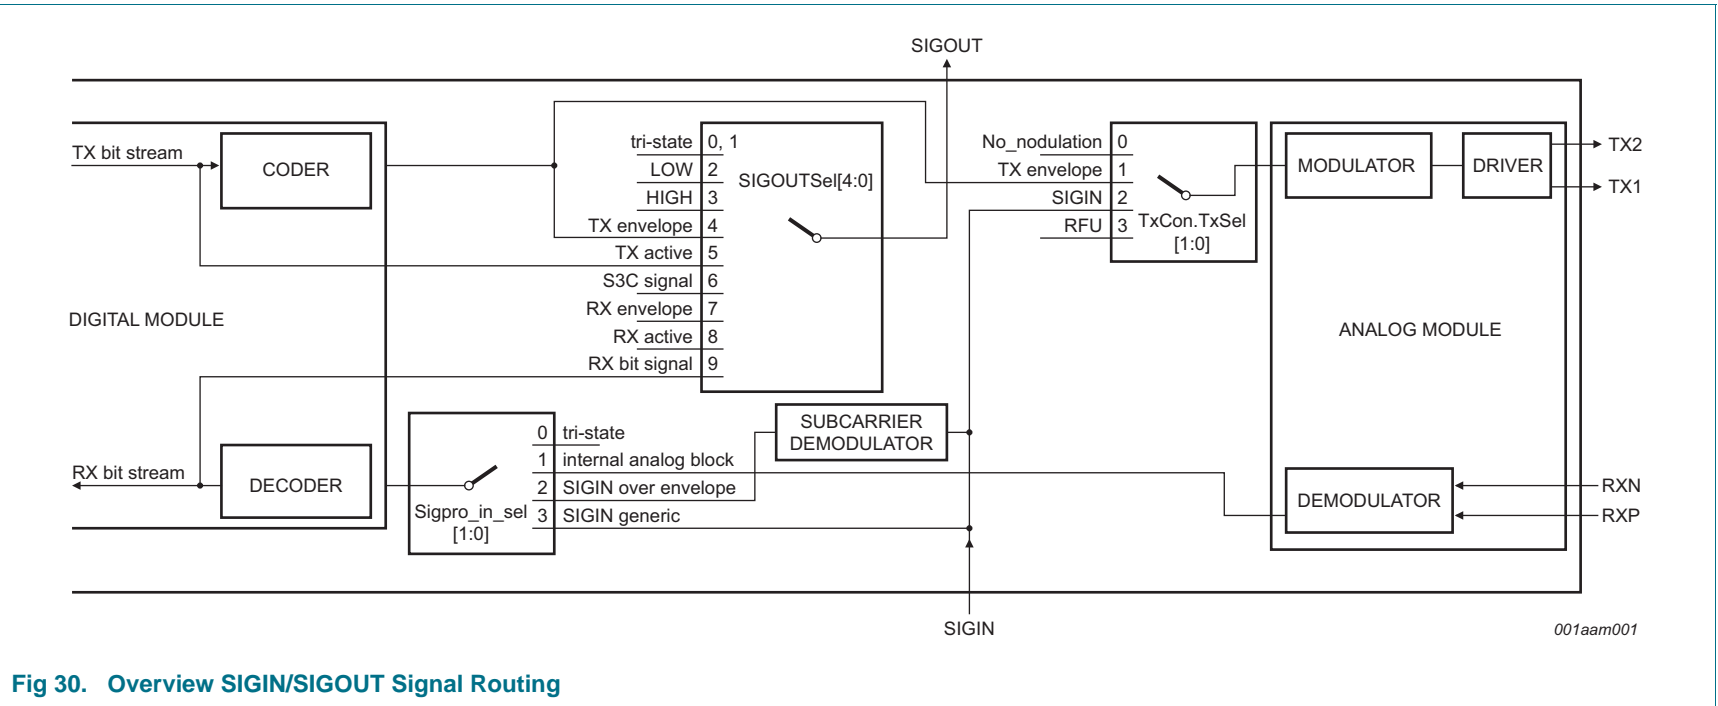 SIGOUT
TX bit stream
CODER
tri-state 0, 1
LOW 2
HIGH 3
TX envelope 4
TX active 5
S3C signal 6
RX envelope 7
RX active 8
RX bit signal 9
SIGOUTSel[4:0]
No_nodulation 0
TX envelope 1
SIGIN 2
RFU 3
TxCon.TxSel
[1:0]
MODULATOR
DRIVER
TX2
TX1
DIGITAL MODULE
ANALOG MODULE
RX bit stream
DECODER
Sigpro_in_sel
[1:0]
0 tri-state
1 internal analog block
2 SIGIN over envelope
3 SIGIN generic
SUBCARRIER
DEMODULATOR
DEMODULATOR
RXN
RXP
SIGIN
001aam001
Fig 30. Overview SIGIN/SIGOUT Signal Routing